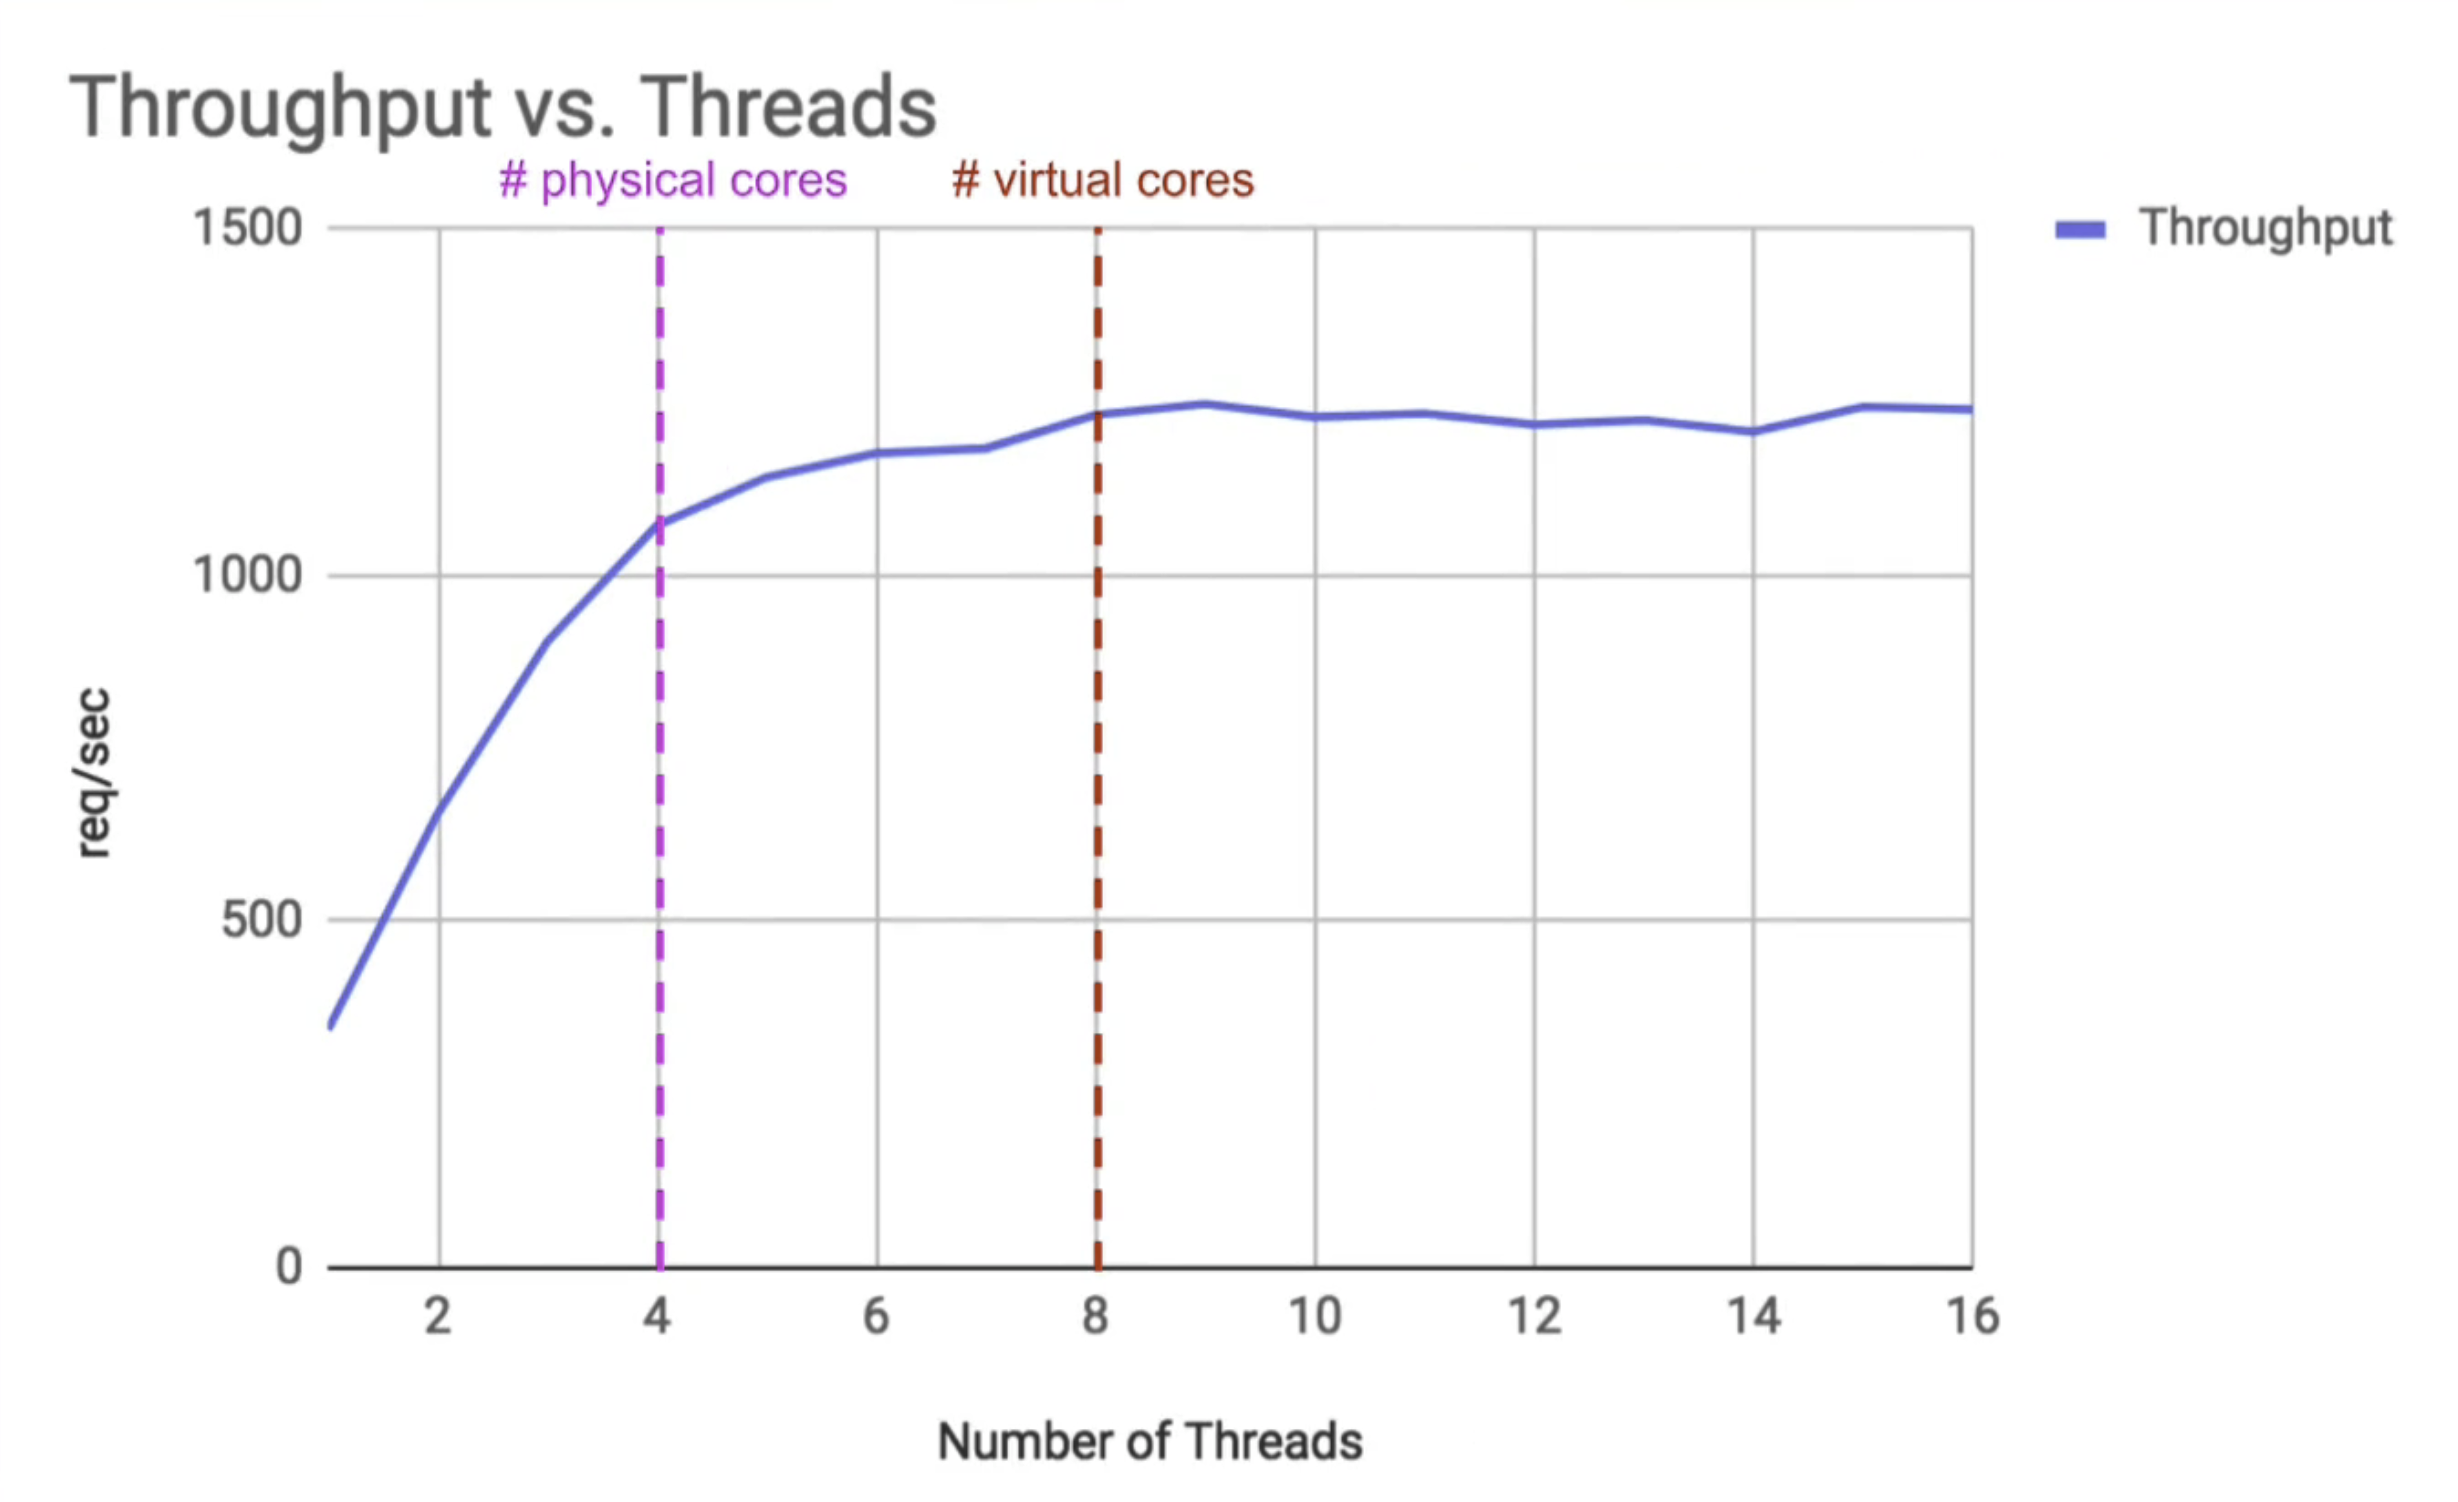 Throughput vs. Threads
# physical cores
# virtual cores
Throughput
1500
1000
500
0
req/sec
2 4 6 8 10 12 14 16
Number of Threads